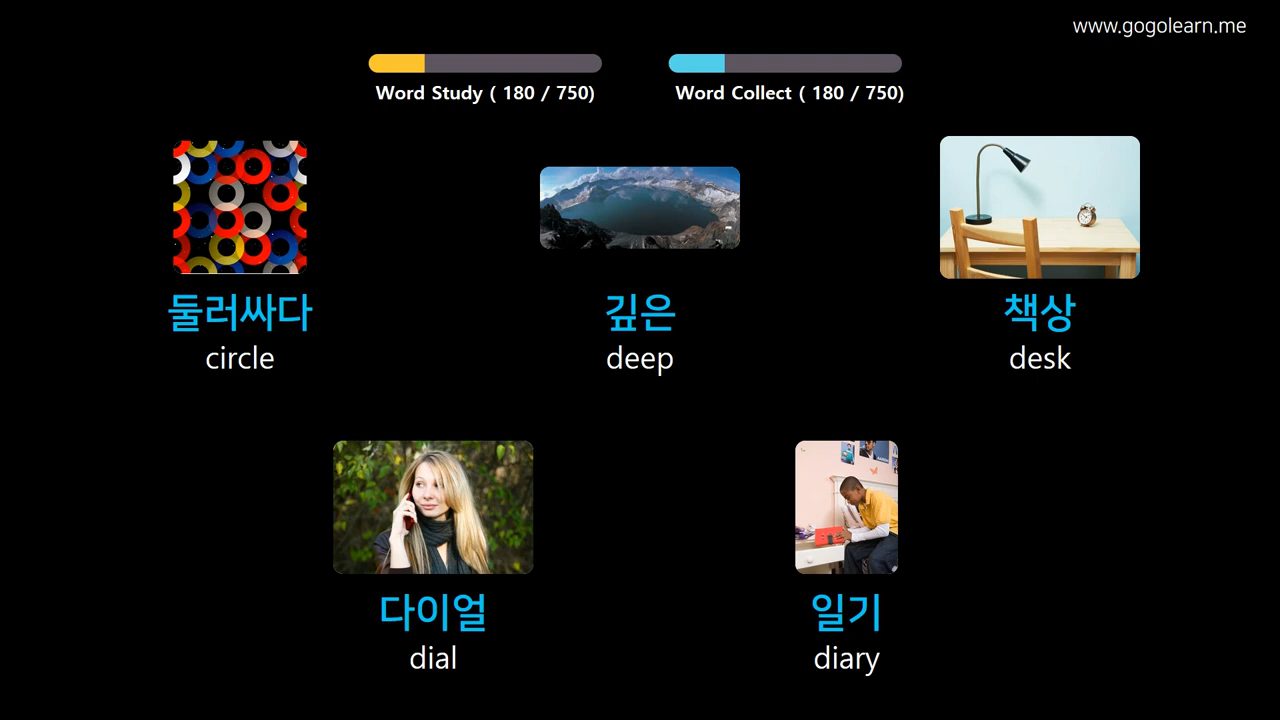 www.gogolearn.me
Word Study ( 180 / 750)
Word Collect ( 180 / 750)
둘러싸다
circle
깊은
deep
책상
desk
다이얼
dial
일기
diary